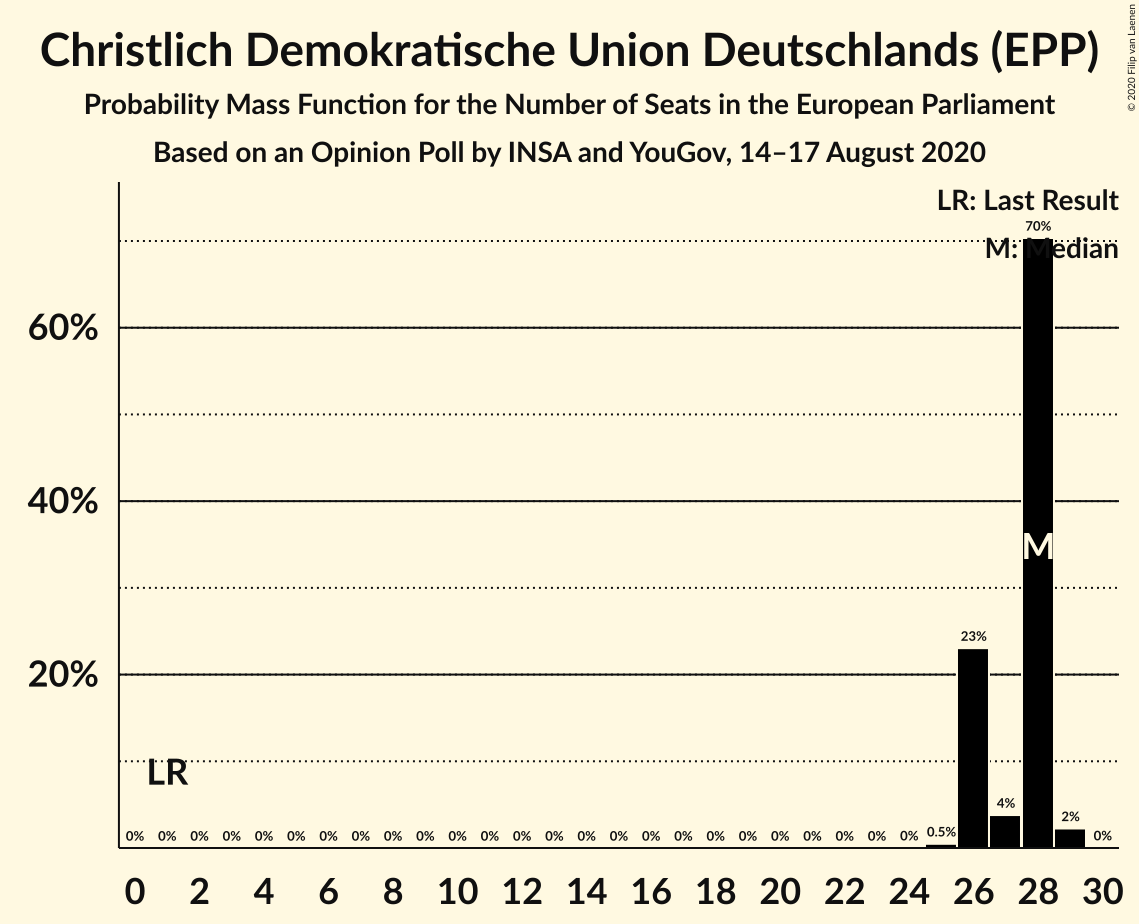 Christlich Demokratische Union Deutschlands (EPP)
Probability Mass Function for the Number of Seats in the European Parliament
Based on an Opinion Poll by INSA and YouGov, 14–17 August 2020
© 2020 Filip van Laenen
LR: Last Result
70%
M: Median
60%
40%
M
23%
20%
LR
4%
2%
0% 0% 0% 0% 0% 0% 0% 0% 0% 0% 0% 0% 0% 0% 0% 0% 0% 0% 0% 0% 0% 0% 0% 0% 0% 0.5% 0%
0 2 4 6 8 10 12 14 16 18 20 22 24 26 28 30